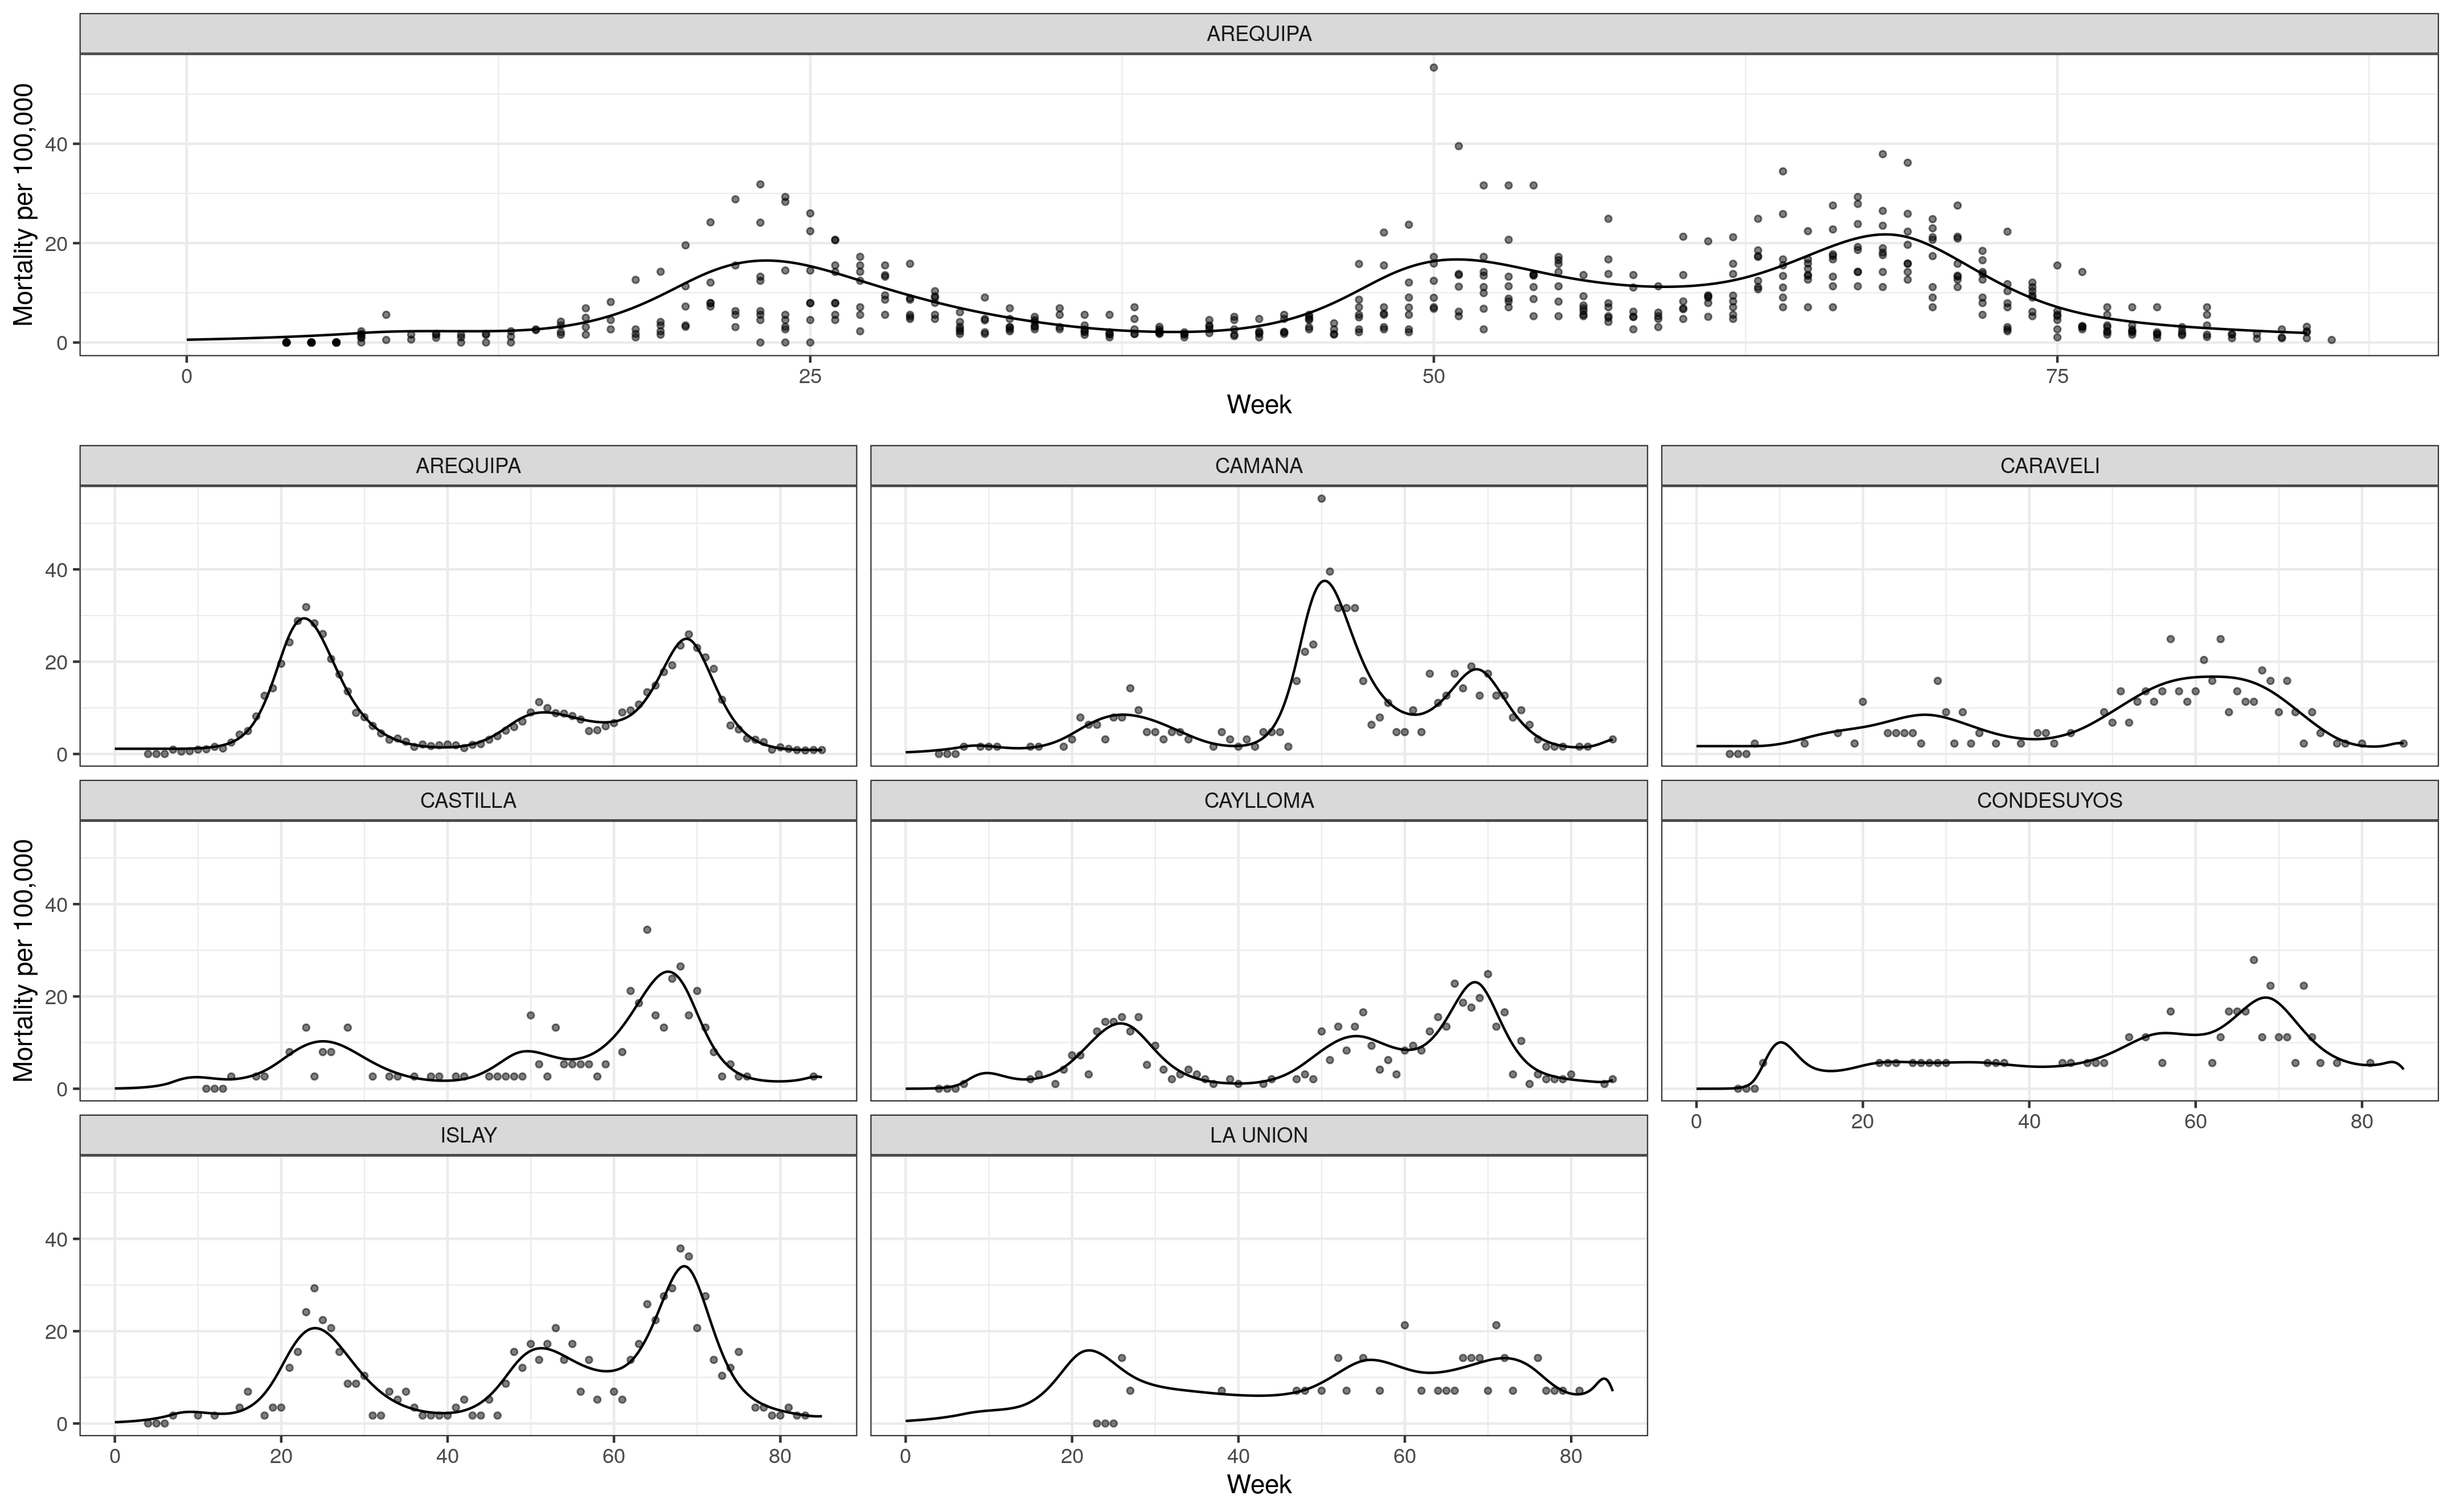 AREQUIPA
Mortality per 100,000
40
20
0
0 25 50 75
Week
AREQUIPA CAMANA CARAVELI
40
20
0
CASTILLA CAYLLOMA CONDESUYOS
Mortality per 100,000
40
20
0
0 20 40 60 80
ISLAY LA UNION
40
20
0
0 20 40 60 80 0 20 40 60 80
Week